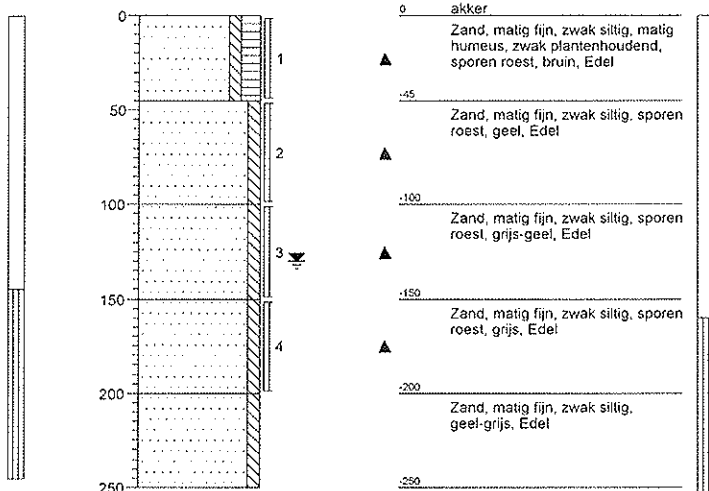 0
50
100
150
200
250
1
2
3
4
0 akker
Zand, matig fijn, zwak siltig, matig
humeus, zwak plantenhoudend,
sporen roest, bruin, Edel
-45
Zand, matig fijn, zwak siltig, sporen
roest, geel, Edel
-100
Zand, matig fijn, zwak siltig, sporen
roest, grijs-geel, Edel
-150
Zand, matig fijn, zwak siltig, sporen
roest, grijs, Edel
-200
Zand, matig fijn, zwak siltig,
geel-grijs, Edel
-250